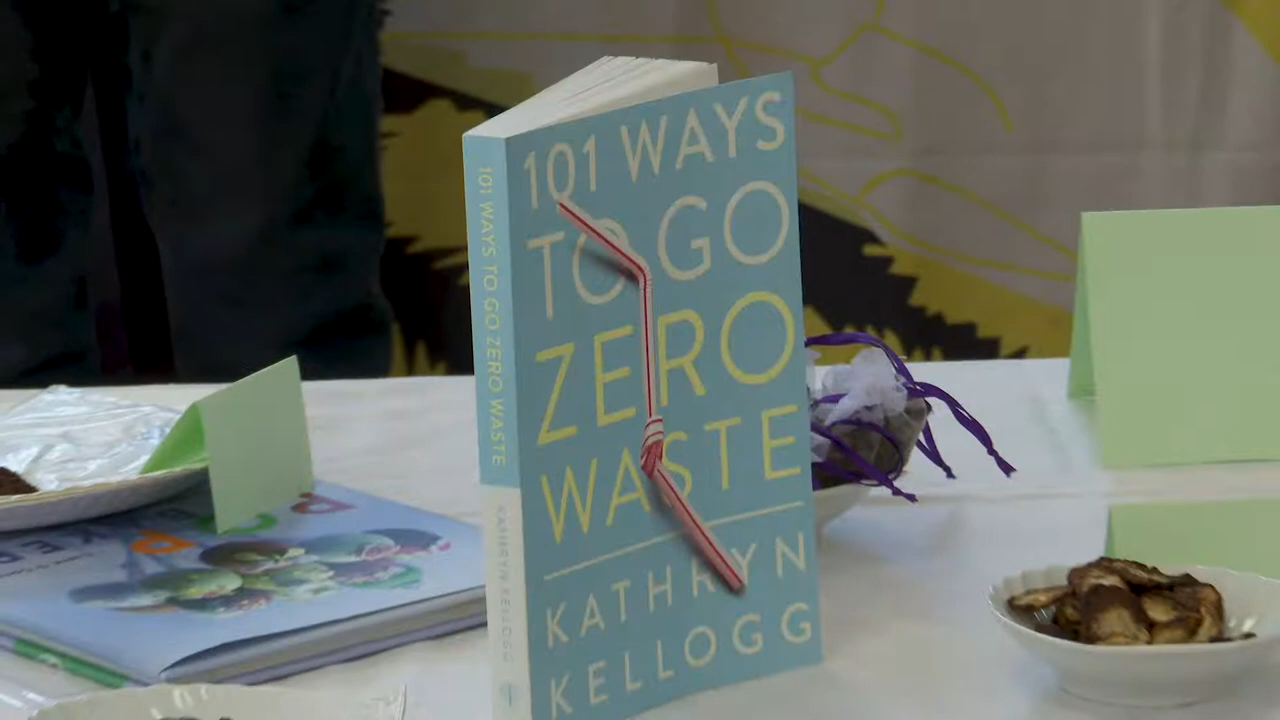 101 WAYS
TO GO
ZERO
WASTE
KATHRYN
KELLOGG
101 WAYS TO GO ZERO WASTE
KATHRYN KELLOGG